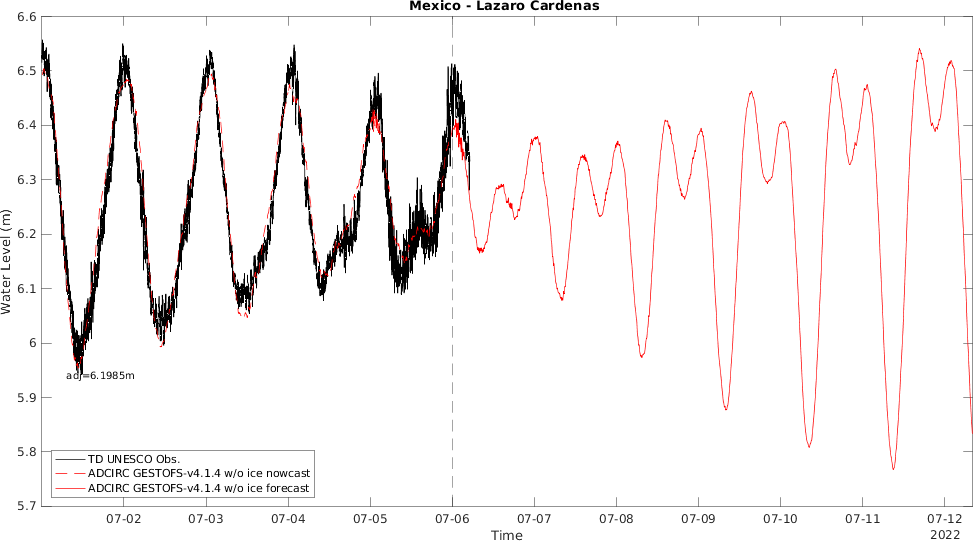 Mexico - Lazaro Cardenas
6.6
6.5
6.4
6.3
6.2
6.1
6
5.9
5.8
5.7
Water Level (m)
adj=6.1985m
TD UNESCO Obs.
ADCIRC GESTOFS-v4.1.4 w/o ice nowcast
ADCIRC GESTOFS-v4.1.4 w/o ice forecast
07-02 07-03 07-04 07-05 07-06 07-07 07-08 07-09 07-10 07-11 07-12
Time
2022